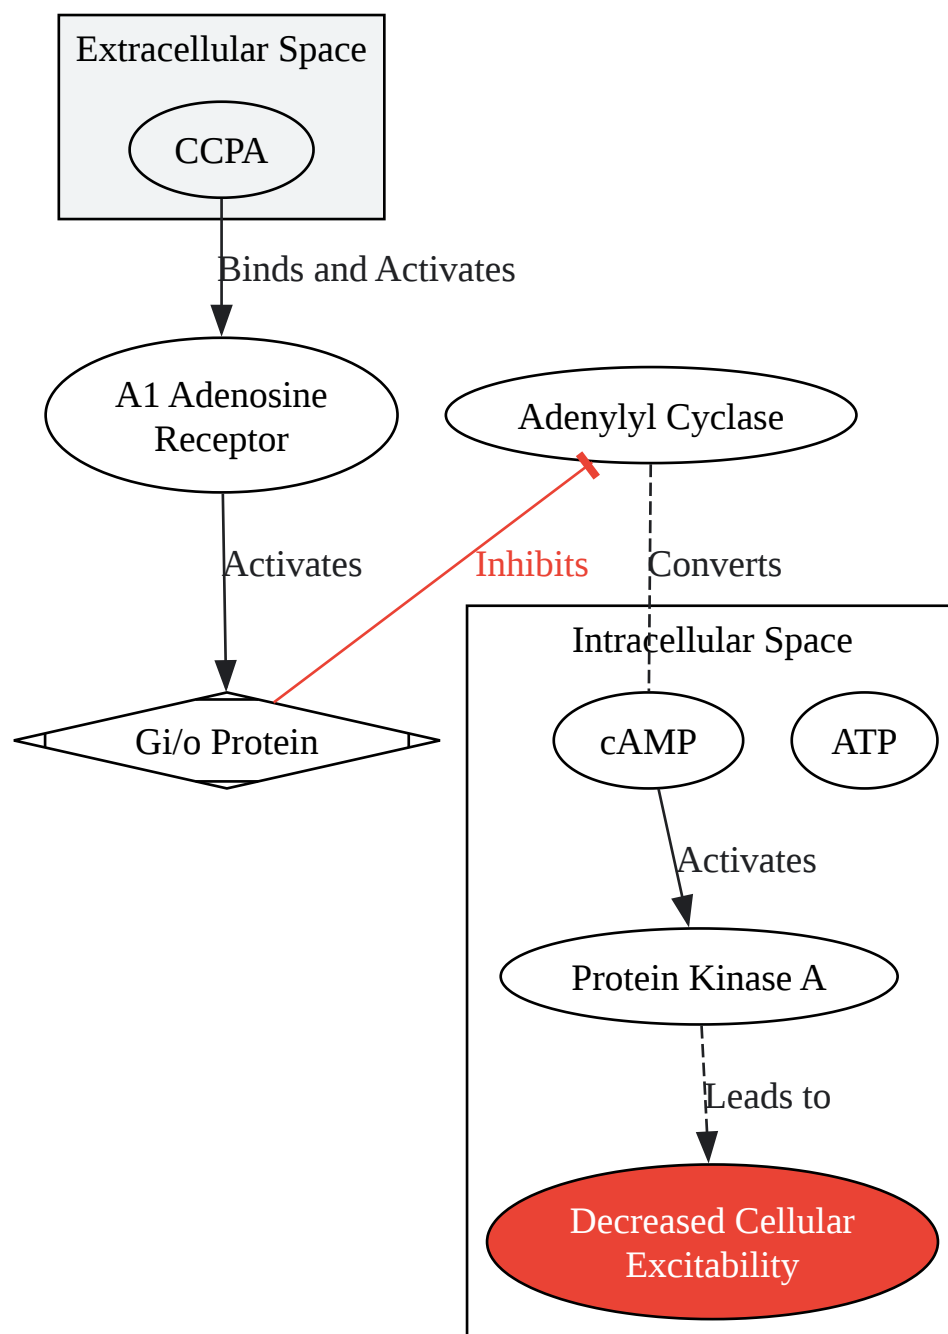 Extracellular Space
CCPA
Binds and Activates
A1 Adenosine
Receptor
Adenylyl Cyclase
Activates
Inhibits
Converts
Intracellular Space
Gi/o Protein
cAMP
ATP
Activates
Protein Kinase A
Leads to
Decreased Cellular
Excitability